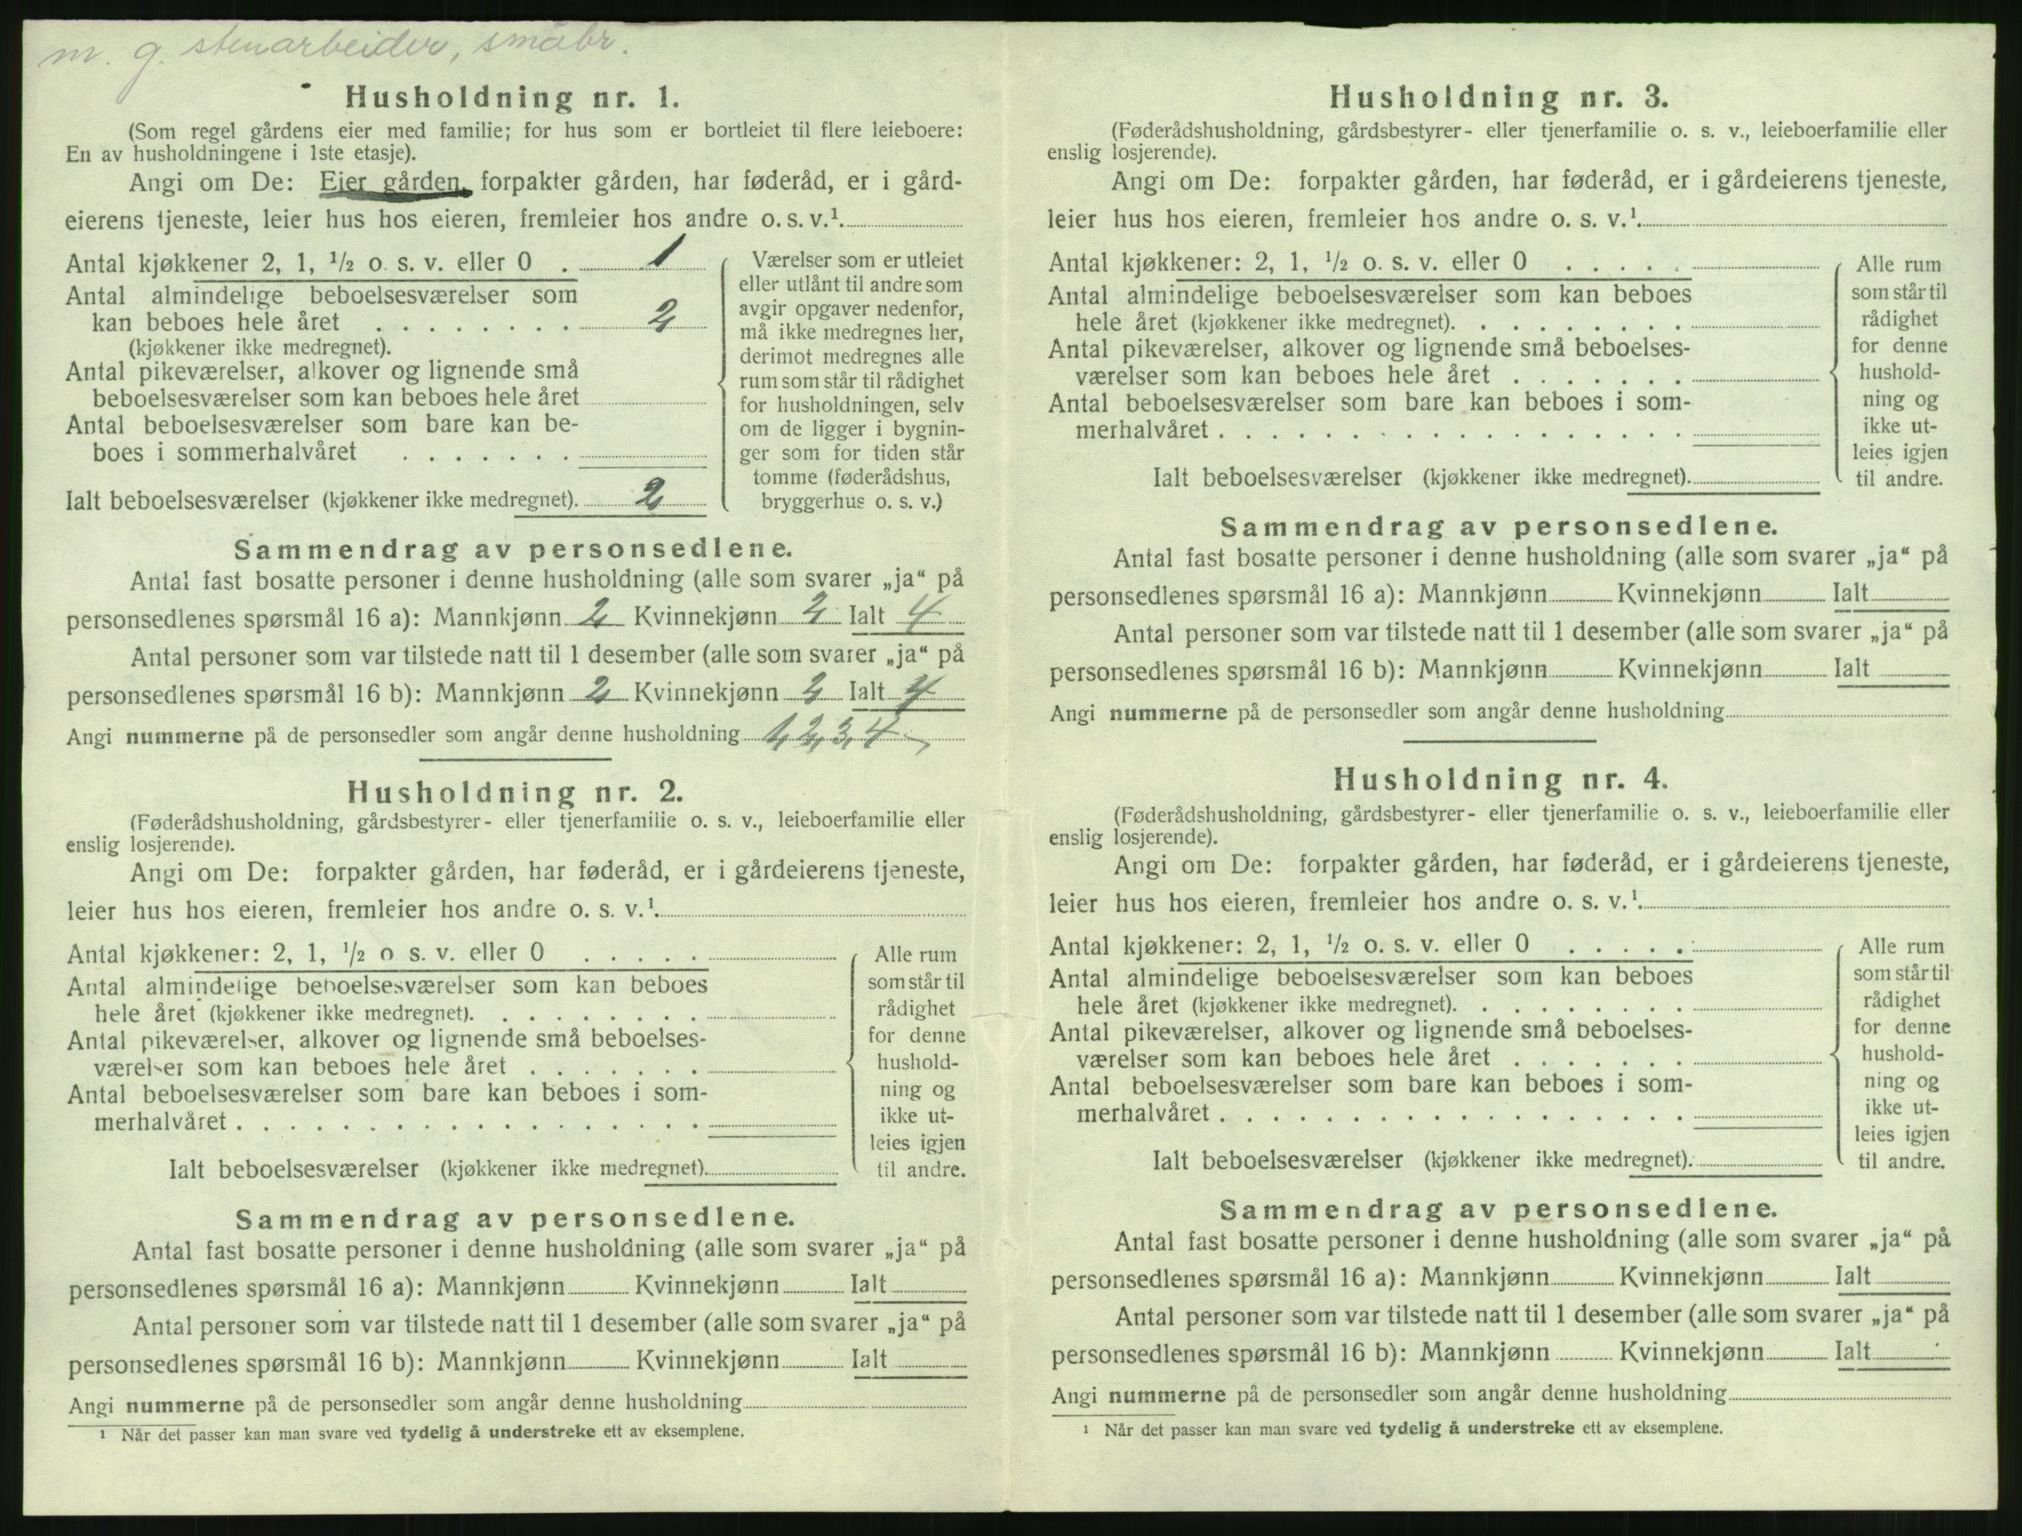 m. g. stenarbeider, småbr.
Husholdning nr. 1.
(Som regel gårdens eier med familie; for hus som er bortleiet til flere leieboere:
En av husholdningene i 1ste etasje).
Angi om De: Eier gården, forpakter gården, har føderåd, er i gård-
eierens tjeneste, leier hus hos eieren, fremleier hos andre o. s. v.¹
Antal kjøkkener 2, 1, ½ o. s. v. eller 0 . 1
Antal almindelige beboelsesværelser som
kan beboes hele året . . . . . . . . 2
(kjøkkener ikke medregnet).
Antal pikeværelser, alkover og lignende små
beboelsesværelser som kan beboes hele året
Antal beboelsesværelser som bare kan be-
boes i sommerhalvåret . . . . . . .
Ialt beboelsesværelser (kjøkkener ikke medregnet). 2
Værelser som er utleiet
eller utlånt til andre som
avgir opgaver nedenfor,
må ikke medregnes her,
derimot medregnes alle
rum som står til rådighet
for husholdningen, selv
om de ligger i bygnin-
ger som for tiden står
tomme (føderådshus,
bryggerhus o. s. v.)
Sammendrag av personsedlene.
Antal fast bosatte personer i denne husholdning (alle som svarer „ja“ på
personsedlenes spørsmål 16 a): Mannkjønn 2 Kvinnekjønn 2 Ialt 4
Antal personer som var tilstede natt til 1 desember (alle som svarer „ja“ på
personsedlenes spørsmål 16 b): Mannkjønn 2 Kvinnekjønn 2 Ialt 4
Angi nummerne på de personsedler som angår denne husholdning 1, 2, 3, 4
Husholdning nr. 2.
(Føderådshusholdning, gårdsbestyrer- eller tjenerfamilie o. s. v., leieboerfamilie eller
enslig losjerende).
Angi om De: forpakter gården, har føderåd, er i gårdeierens tjeneste,
leier hus hos eieren, fremleier hos andre o. s. v.¹
Antal kjøkkener: 2, 1, ½ o s. v. eller 0 . . . . .
Antal almindelige beboelsesværelser som kan beboes
hele året (kjøkkener ikke medregnet). . . . . . . . .
Antal pikeværelser, alkover og lignende små beboelses-
værelser som kan beboes hele året . . . . . . .
Antal beboelsesværelser som bare kan beboes i som-
merhalvåret . . . . . . . . . . . . . . . . . .
Ialt beboelsesværelser (kjøkkener ikke medregnet).
Alle rum
som står til
rådighet
for denne
hushold-
ning og
ikke ut-
leies igjen
til andre.
Sammendrag av personsedlene.
Antal fast bosatte personer i denne husholdning (alle som svarer „ja“ på
personsedlenes spørsmål 16 a): Mannkjønn Kvinnekjønn Ialt
Antal personer som var tilstede natt til 1 desember (alle som svarer „ja“ på
personsedlenes spørsmål 16 b): Mannkjønn Kvinnekjønn Ialt
Angi nummerne på de personsedler som angår denne husholdning
¹ Når det passer kan man svare ved tydelig å understreke ett av eksemplene.
Husholdning nr. 3.
(Føderådshusholdning, gårdsbestyrer- eller tjenerfamilie o. s. v., leieboerfamilie eller
enslig losjerende).
Angi om De: forpakter gården, har føderåd, er i gårdeierens tjeneste,
leier hus hos eieren, fremleier hos andre o. s. v.¹
Antal kjøkkener: 2, 1, ½ o. s. v. eller 0 . . . . .
Antal almindelige beboelsesværelser som kan beboes
hele året (kjøkkener ikke medregnet). . . . . . . . .
Antal pikeværelser, alkover og lignende små beboelses-
værelser som kan beboes hele året . . . . . . .
Antal beboelsesværelser som bare kan beboes i som-
merhalvåret . . . . . . . . . . . . . . . . . .
Ialt beboelsesværelser (kjøkkener ikke medregnet).
Alle rum
som står til
rådighet
for denne
hushold-
ning og
ikke ut-
leies igjen
til andre.
Sammendrag av personsedlene.
Antal fast bosatte personer i denne husholdning (alle som svarer „ja“ på
personsedlenes spørsmål 16 a): Mannkjønn Kvinnekjønn Ialt
Antal personer som var tilstede natt til 1 desember (alle som svarer „ja“ på
personsedlenes spørsmål 16 b): Mannkjønn Kvinnekjønn Ialt
Angi nummerne på de personsedler som angår denne husholdning
Husholdning nr. 4.
(Føderådshusholdning, gårdsbestyrer- eller tjenerfamilie o. s. v., leieboerfamilie eller
enslig losjerende).
Angi om De: forpakter gården, har føderåd, er i gårdeierens tjeneste,
leier hus hos eieren, fremleier hos andre o. s. v.¹
Antal kjøkkener: 2, 1, ½ o. s. v. eller 0 . . . . .
Antal almindelige beboelsesværelser som kan beboes
hele året (kjøkkener ikke medregnet). . . . . . . . .
Antal pikeværelser, alkover og lignende små beboelses-
værelser som kan beboes hele året . . . . . . .
Antal beboelsesværelser som bare kan beboes i som-
merhalvåret . . . . . . . . . . . . . . . . . .
Ialt beboelsesværelser (kjøkkener ikke medregnet).
Alle rum
som står til
rådighet
for denne
hushold-
ning og
ikke ut-
leies igjen
til andre.
Sammendrag av personsedlene.
Antal fast bosatte personer i denne husholdning (alle som svarer „ja“ på
personsedlenes spørsmål 16 a): Mannkjønn Kvinnekjønn Ialt
Antal personer som var tilstede natt til 1 desember (alle som svarer „ja“ på
personsedlenes spørsmål 16 b): Mannkjønn Kvinnekjønn Ialt
Angi nummerne på de personsedler som angår denne husholdning
¹ Når det passer kan man svare ved tydelig å understreke ett av eksemplene.